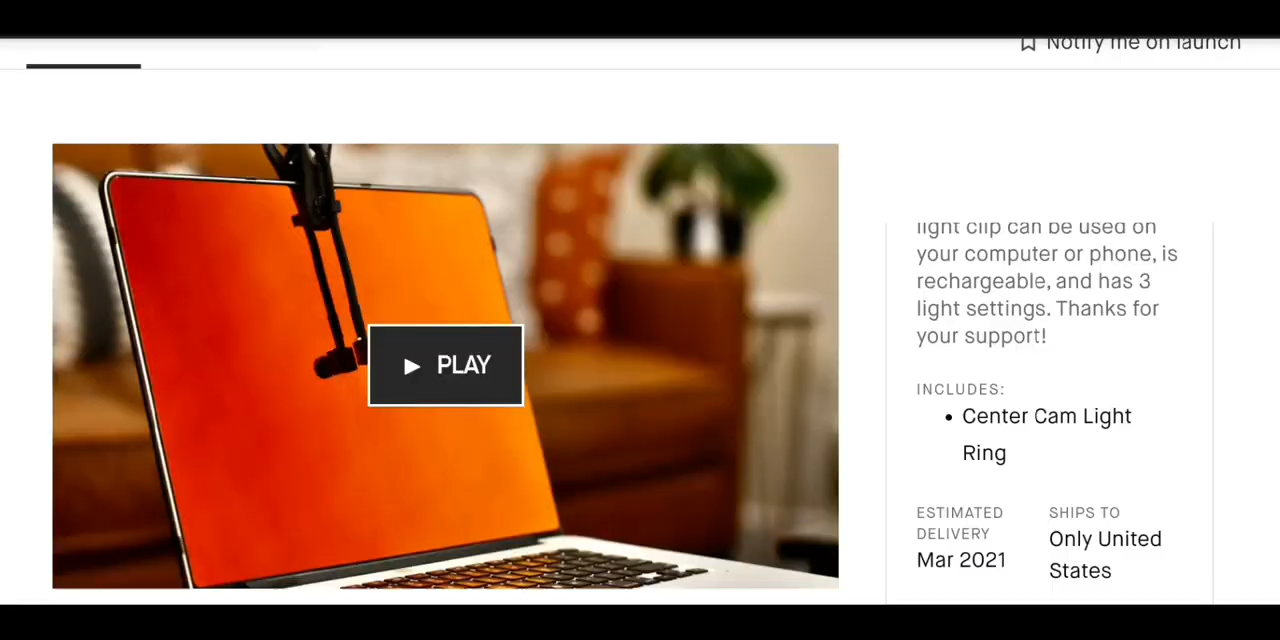 Notify me on launch
PLAY
light clip can be used on
your computer or phone, is
rechargeable, and has 3
light settings. Thanks for
your support!
INCLUDES:
• Center Cam Light
Ring
ESTIMATED
DELIVERY
Mar 2021
SHIPS TO
Only United
States